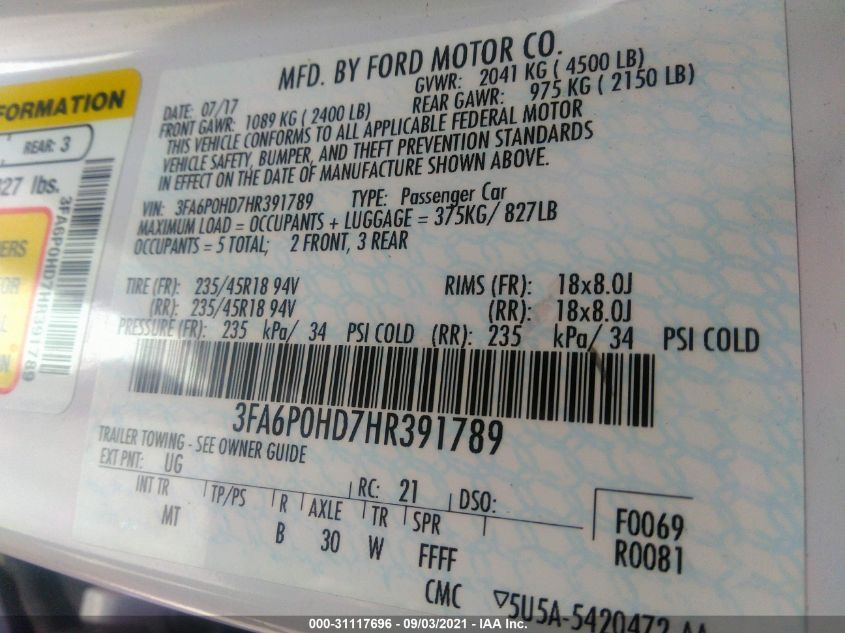 MFD. BY FORD MOTOR CO.
DATE: 07/17 GVWR: 2041 KG ( 4500 LB)
FRONT GAWR: 1089 KG ( 2400 LB) REAR GAWR: 975 KG ( 2150 LB)
THIS VEHICLE CONFORMS TO ALL APPLICABLE FEDERAL MOTOR
VEHICLE SAFETY, BUMPER, AND THEFT PREVENTION STANDARDS
IN EFFECT ON THE DATE OF MANUFACTURE SHOWN ABOVE.
VIN: 3FA6P0HD7HR391789 TYPE: Passenger Car
MAXIMUM LOAD = OCCUPANTS + LUGGAGE = 375KG/ 827LB
OCCUPANTS = 5 TOTAL; 2 FRONT, 3 REAR
TIRE (FR): 235/45R18 94V RIMS (FR): 18x8.0J
(RR): 235/45R18 94V (RR): 18x8.0J
PRESSURE (FR): 235 kPa/ 34 PSI COLD (RR): 235 kPa/ 34 PSI COLD
3FA6P0HD7HR391789
TRAILER TOWING - SEE OWNER GUIDE
EXT PNT: UG RC: 21 DSO:
INT TR TP/PS R AXLE TR SPR
MT B 30 W FFFF
F0069
R0081
CMC ▽5U5A-5420472-AA
FORMATION
REAR: 3
827 lbs.
3FA6P0HD7HR391789
000-31117696 - 09/03/2021 - IAA Inc.